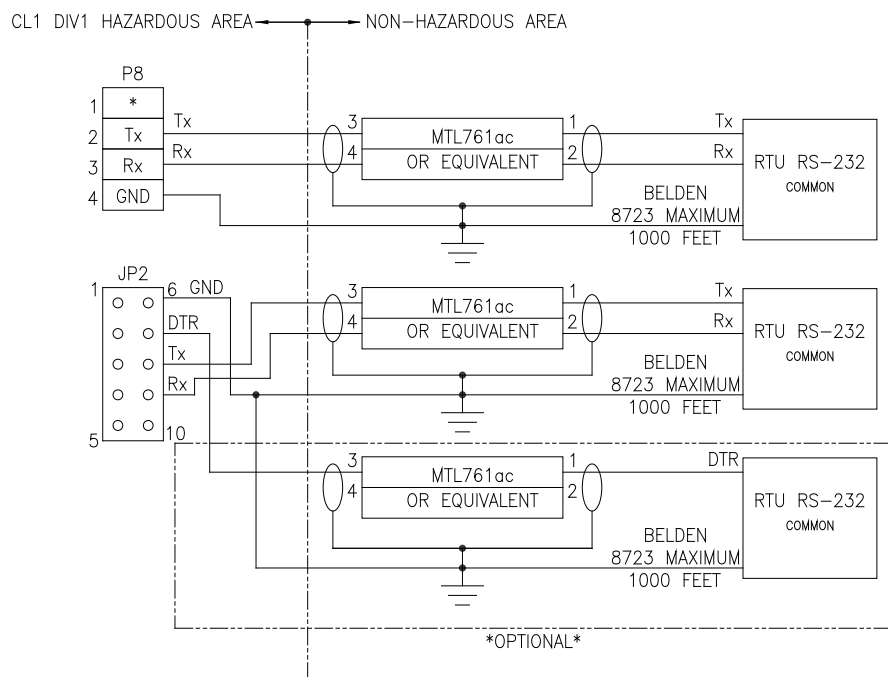 CL1 DIV1 HAZARDOUS AREA NON-HAZARDOUS AREA
P8
1 *
2 Tx
3 Rx
4 GND
Tx
Rx
3
4
MTL761ac
OR EQUIVALENT
1
2
Tx
Rx
RTU RS-232
COMMON
BELDEN
8723 MAXIMUM
1000 FEET
JP2
1
5
6 GND
DTR
Tx
Rx
10
3
4
MTL761ac
OR EQUIVALENT
1
2
Tx
Rx
RTU RS-232
COMMON
BELDEN
8723 MAXIMUM
1000 FEET
3
4
MTL761ac
OR EQUIVALENT
1
2
DTR
RTU RS-232
COMMON
BELDEN
8723 MAXIMUM
1000 FEET
*OPTIONAL*